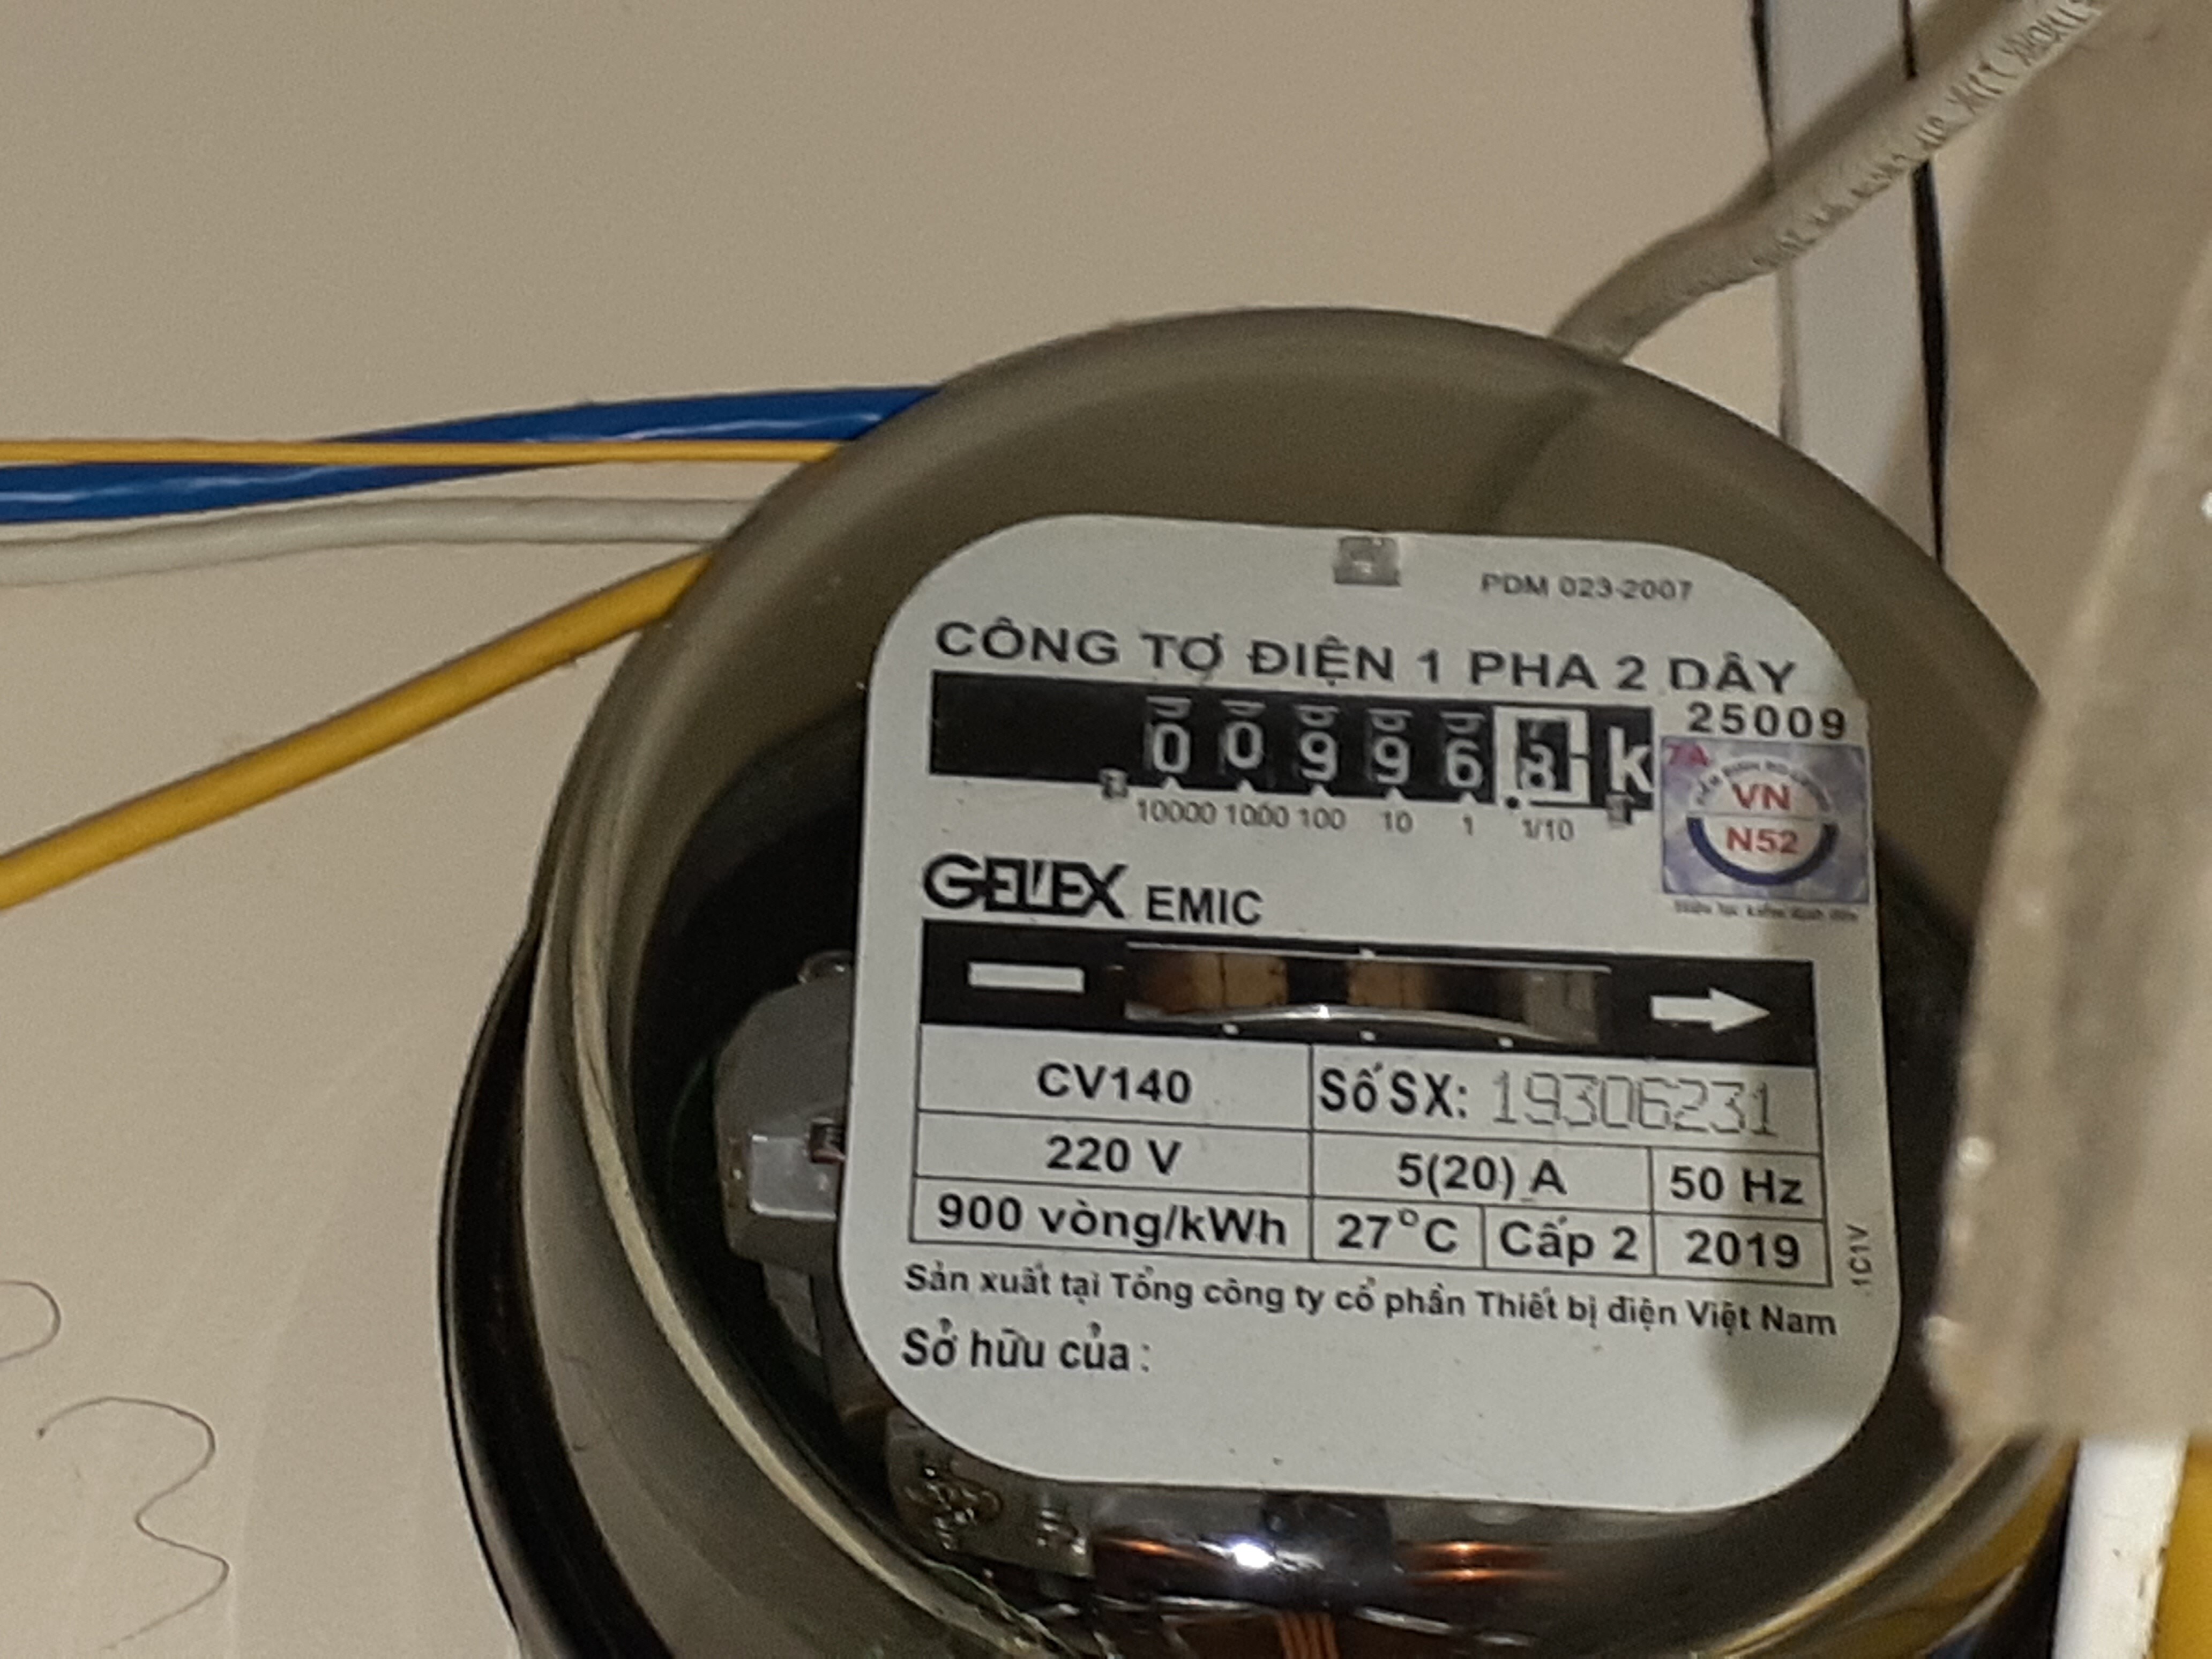 PDM 023-2007
CÔNG TƠ ĐIỆN 1 PHA 2 DÂY
25009
0 0 9 9 6 k
7A
VN
N52
10000 1000 100 10 1 1/10
GELEX EMIC
CV140 Số SX: 19306231
220 V 5(20) A 50 Hz
900 vòng/kWh 27°C Cấp 2 2019
1C1V
Sản xuất tại Tổng công ty cổ phần Thiết bị điện Việt Nam
Sở hữu của :
3